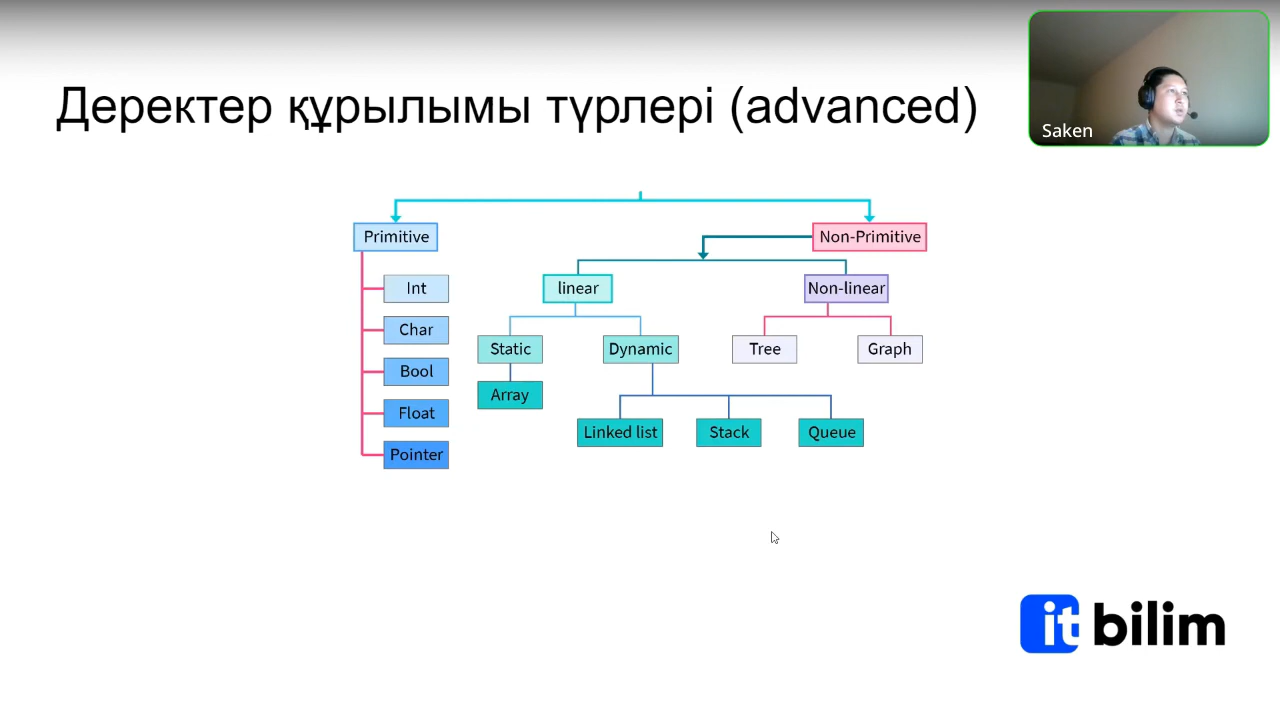 Деректер құрылымы түрлері (advanced)
Saken
Primitive
Non-Primitive
Int
linear
Non-linear
Char
Static
Dynamic
Tree
Graph
Bool
Array
Float
Linked list
Stack
Queue
Pointer
it bilim